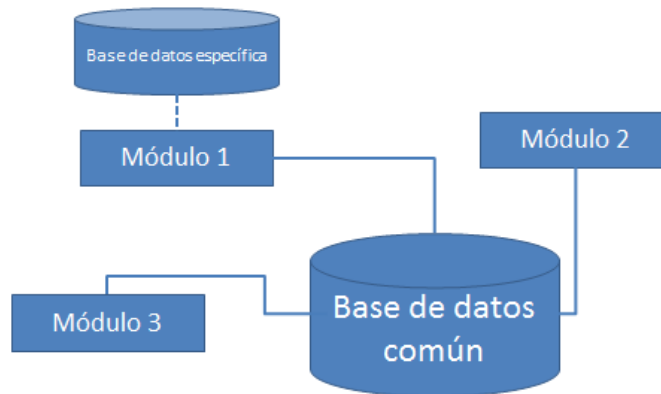 Base de datos específica
Módulo 1
Módulo 2
Módulo 3
Base de datos
común